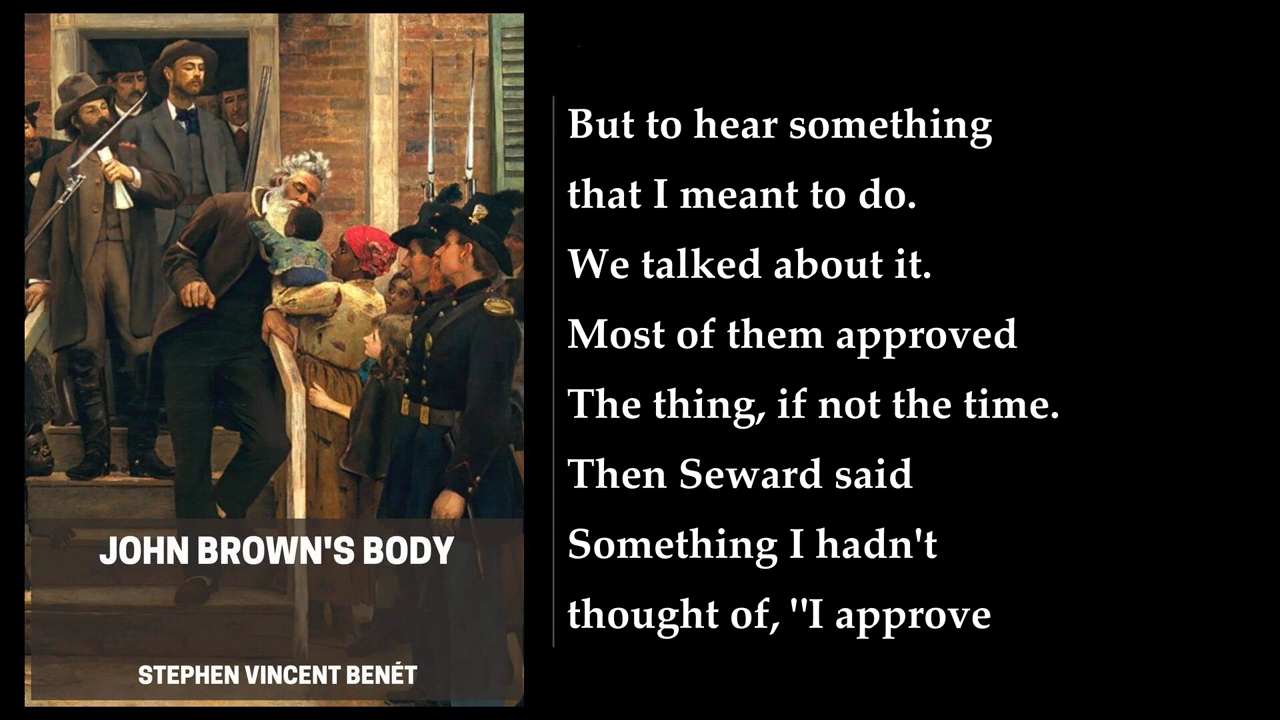 JOHN BROWN'S BODY
STEPHEN VINCENT BENÉT
But to hear something
that I meant to do.
We talked about it.
Most of them approved
The thing, if not the time.
Then Seward said
Something I hadn't
thought of, "I approve